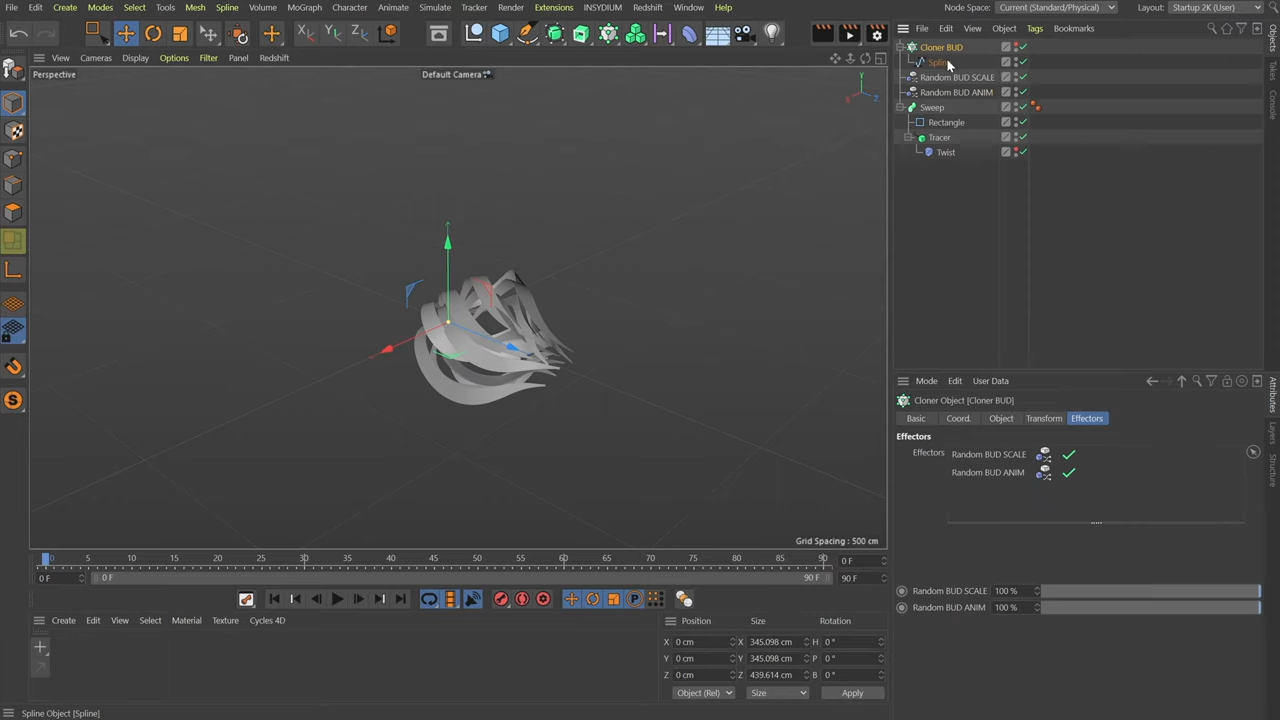 File Edit Create Modes Select Tools Mesh Spline Volume MoGraph Character Animate Simulate Tracker Render Extensions INSYDIUM Redshift Window Help
Node Space: Current (Standard/Physical) Layout: Startup 2K (User)
File Edit View Object Tags Bookmarks
View Cameras Display Options Filter Panel Redshift
Perspective
Default Camera
Y
X
Z
Cloner BUD
Spline
Random BUD SCALE
Random BUD ANIM
Sweep
Rectangle
Tracer
Twist
Objects
Takes
Console
Grid Spacing : 500 cm
Mode Edit User Data
Cloner Object [Cloner BUD]
Basic Coord. Object Transform Effectors
Effectors
Effectors Random BUD SCALE
Random BUD ANIM
Random BUD SCALE 100 %
Random BUD ANIM 100 %
Attributes
Layers
Structure
0 5 10 15 20 25 30 35 40 45 50 55 60 65 70 75 80 85 90 0 F
0 F 0 F 90 F 90 F
Create Edit View Select Material Texture Cycles 4D
Position Size Rotation
X 0 cm X 345.098 cm H 0 °
Y 0 cm Y 345.098 cm P 0 °
Z 0 cm Z 439.614 cm B 0 °
Object (Rel) Size Apply
Spline Object [Spline]